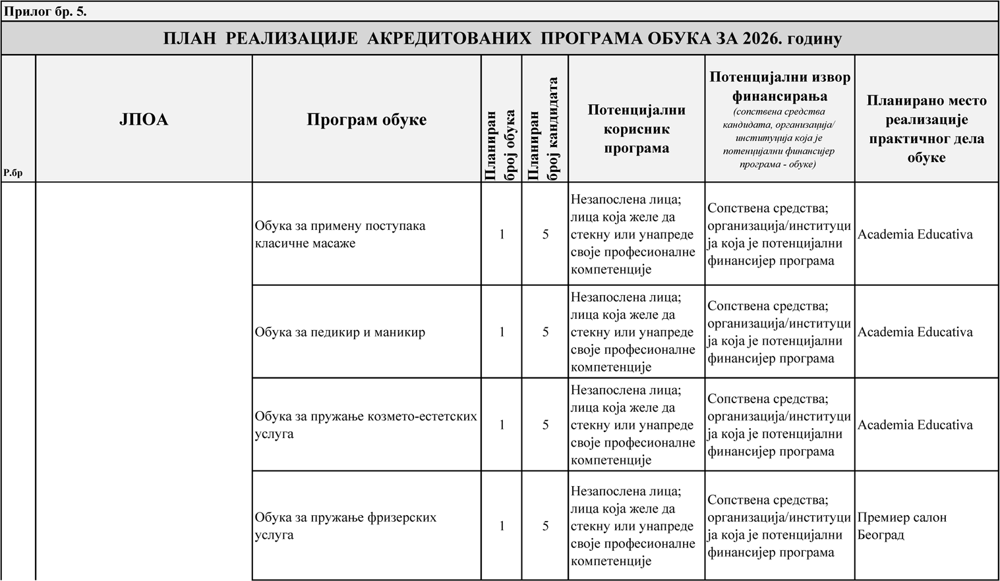 Прилог бр. 5.
ПЛАН РЕАЛИЗАЦИЈЕ АКРЕДИТОВАНИХ ПРОГРАМА ОБУКА ЗА 2026. годину
Р.бр
ЈПОА
Програм обуке
Планиран
број обука
Планиран
број кандидата
Потенцијални
корисник
програма
Потенцијални извор
финансирања
(сопствена средства
кандидата, организација/
институција која је
потенцијални финансијер
програма - обуке)
Планирано место
реализације
практичног дела
обуке
Обука за примену поступака
класичне масаже
1
5
Незапослена лица;
лица која желе да
стекну или унапреде
своје професионалне
компетенције
Сопствена средства;
организација/институци
ја која је потенцијални
финансијер програма
Academia Educativa
Обука за педикир и маникир
1
5
Незапослена лица;
лица која желе да
стекну или унапреде
своје професионалне
компетенције
Сопствена средства;
организација/институци
ја која је потенцијални
финансијер програма
Academia Educativa
Обука за пружање козмето-естетских
услуга
1
5
Незапослена лица;
лица која желе да
стекну или унапреде
своје професионалне
компетенције
Сопствена средства;
организација/институци
ја која је потенцијални
финансијер програма
Academia Educativa
Обука за пружање фризерских
услуга
1
5
Незапослена лица;
лица која желе да
стекну или унапреде
своје професионалне
компетенције
Сопствена средства;
организација/институци
ја која је потенцијални
финансијер програма
Премиер салон
Београд